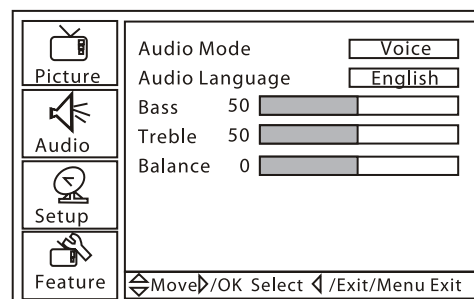 Picture
Audio
Setup
Feature
Audio Mode Voice
Audio Language English
Bass 50
Treble 50
Balance 0
Move /OK Select /Exit/Menu Exit